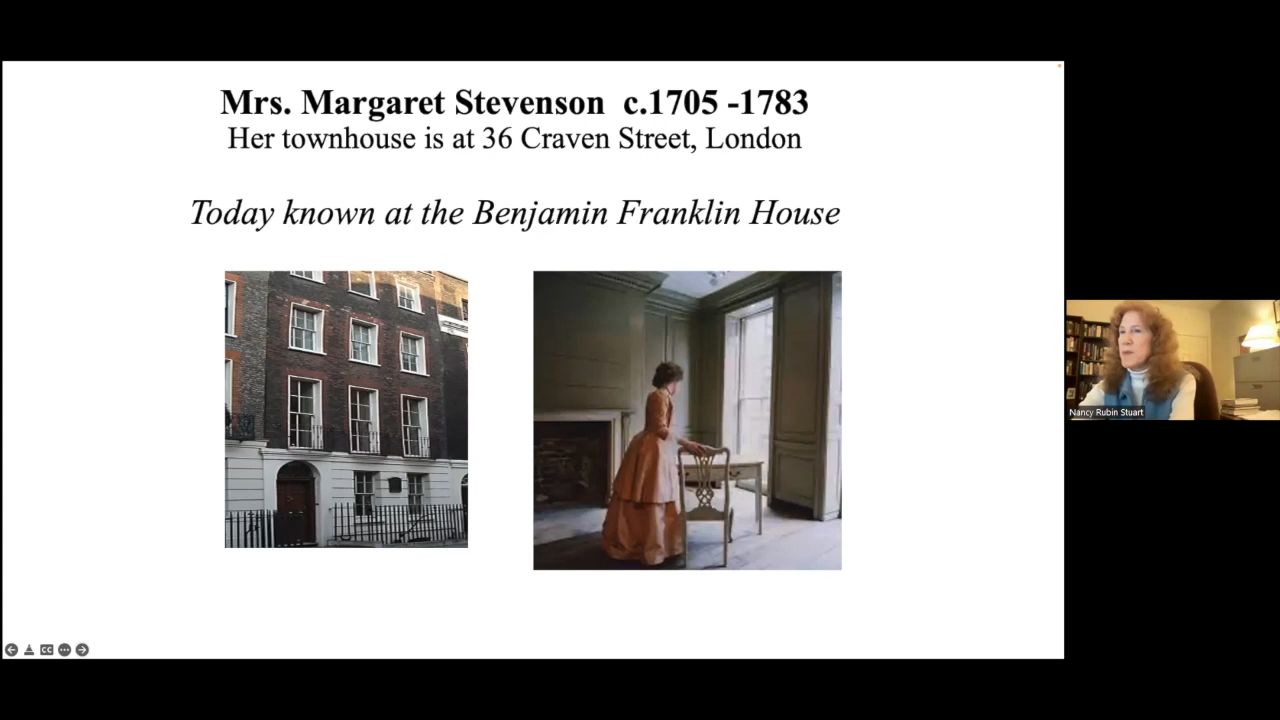 Mrs. Margaret Stevenson c.1705 -1783
Her townhouse is at 36 Craven Street, London
Today known at the Benjamin Franklin House
Nancy Rubin Stuart
CC